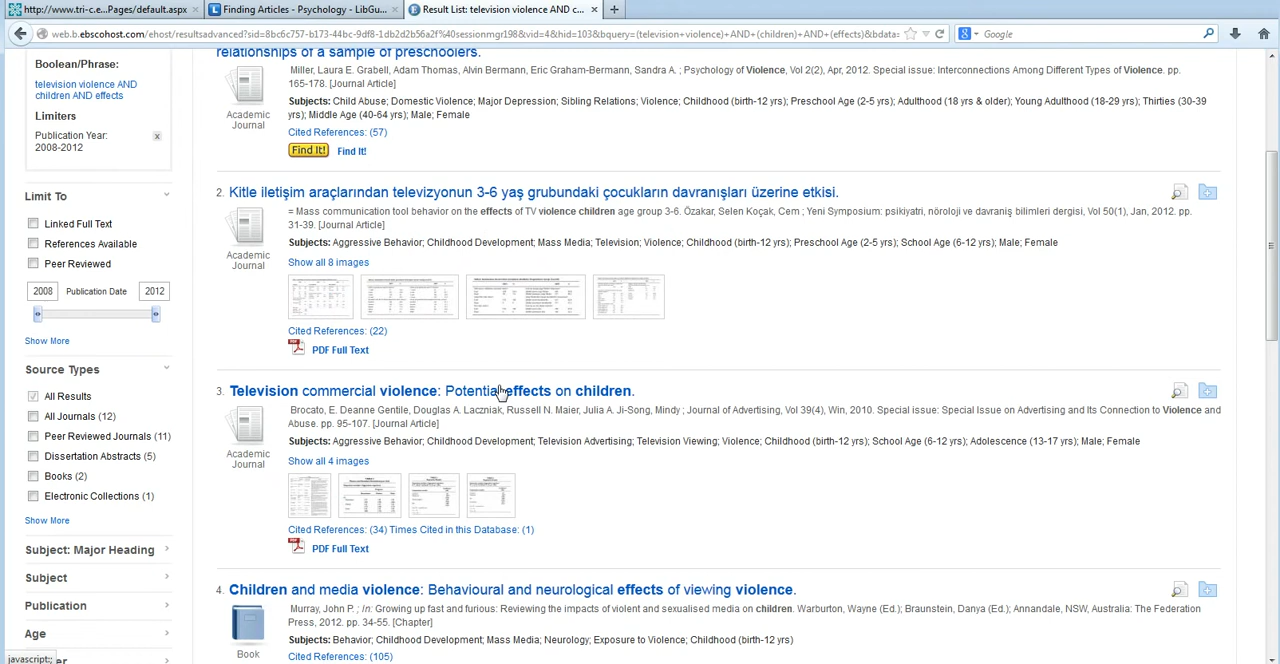 http://www.tri-c.e...Pages/default.aspx
Finding Articles - Psychology - LibGu...
Result List: television violence AND c...
web.b.ebscohost.com/ehost/resultsadvanced?sid=8bc6c757-b173-44bc-9df8-1db2d2b56a2f%40sessionmgr198&vid=4&hid=103&bquery=(television+violence)+AND+(children)+AND+(effects)&bdata=
Google
relationships of a sample of preschoolers.
Boolean/Phrase:
television violence AND
children AND effects
Limiters
Publication Year:
2008-2012
x
Limit To
Linked Full Text
References Available
Peer Reviewed
2008 Publication Date 2012
Show More
Source Types
All Results
All Journals (12)
Peer Reviewed Journals (11)
Dissertation Abstracts (5)
Books (2)
Electronic Collections (1)
Show More
Subject: Major Heading
Subject
Publication
Age
javascript:;
Academic
Journal
Miller, Laura E. Grabell, Adam Thomas, Alvin Bermann, Eric Graham-Bermann, Sandra A. ; Psychology of Violence, Vol 2(2), Apr, 2012. Special issue: Interconnections Among Different Types of Violence. pp.
165-178. [Journal Article]
Subjects: Child Abuse; Domestic Violence; Major Depression; Sibling Relations; Violence; Childhood (birth-12 yrs); Preschool Age (2-5 yrs); Adulthood (18 yrs & older); Young Adulthood (18-29 yrs); Thirties (30-39
yrs); Middle Age (40-64 yrs); Male; Female
Cited References: (57)
Find It! Find It!
2. Kitle iletişim araçlarından televizyonun 3-6 yaş grubundaki çocukların davranışları üzerine etkisi.
Academic
Journal
= Mass communication tool behavior on the effects of TV violence children age group 3-6. Özakar, Selen Koçak, Cem ; Yeni Symposium: psikiyatri, nöroloji ve davraniş bilimleri dergisi, Vol 50(1), Jan, 2012. pp.
31-39. [Journal Article]
Subjects: Aggressive Behavior; Childhood Development; Mass Media; Television; Violence; Childhood (birth-12 yrs); Preschool Age (2-5 yrs); School Age (6-12 yrs); Male; Female
Show all 8 images
Cited References: (22)
PDF Full Text
3. Television commercial violence: Potential effects on children.
Academic
Journal
Brocato, E. Deanne Gentile, Douglas A. Laczniak, Russell N. Maier, Julia A. Ji-Song, Mindy ; Journal of Advertising, Vol 39(4), Win, 2010. Special issue: Special Issue on Advertising and Its Connection to Violence and
Abuse. pp. 95-107. [Journal Article]
Subjects: Aggressive Behavior; Childhood Development; Television Advertising; Television Viewing; Violence; Childhood (birth-12 yrs); School Age (6-12 yrs); Adolescence (13-17 yrs); Male; Female
Show all 4 images
Cited References: (34) Times Cited in this Database: (1)
PDF Full Text
4. Children and media violence: Behavioural and neurological effects of viewing violence.
Book
Murray, John P. ; In: Growing up fast and furious: Reviewing the impacts of violent and sexualised media on children. Warburton, Wayne (Ed.); Braunstein, Danya (Ed.); Annandale, NSW, Australia: The Federation
Press, 2012. pp. 34-55. [Chapter]
Subjects: Behavior; Childhood Development; Mass Media; Neurology; Exposure to Violence; Childhood (birth-12 yrs)
Cited References: (105)